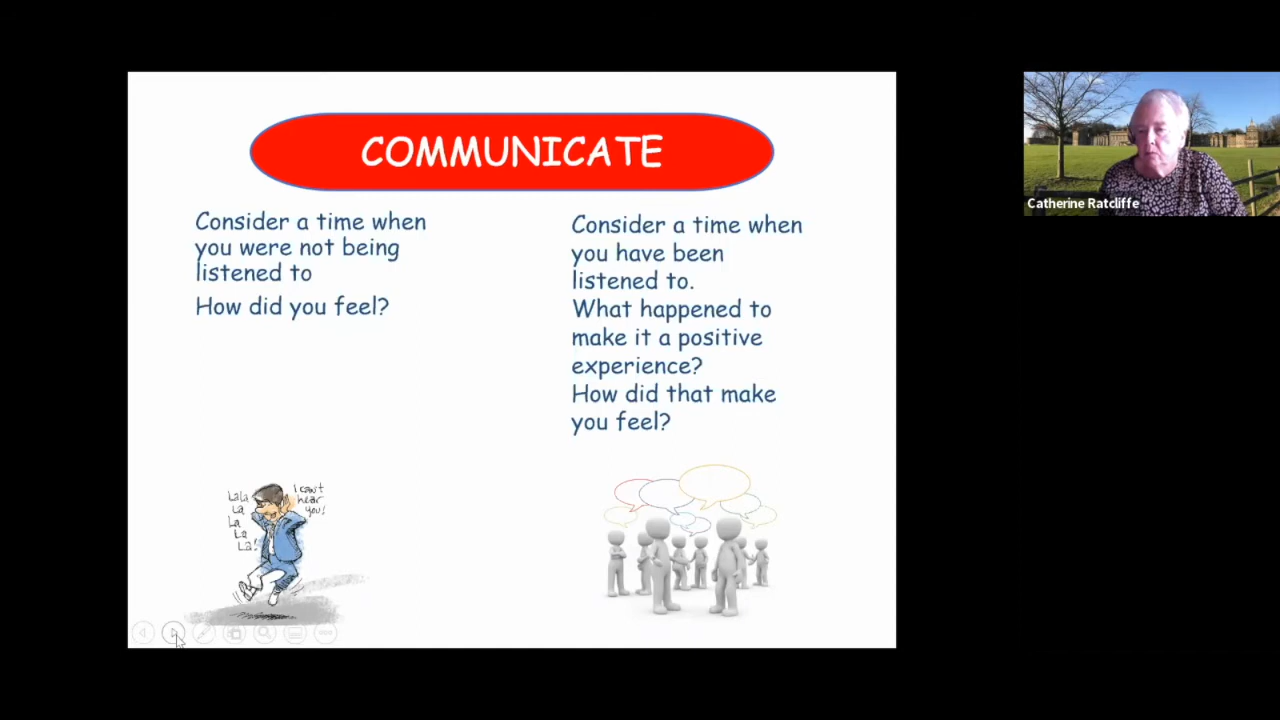 COMMUNICATE
Consider a time when
you were not being
listened to
How did you feel?
Consider a time when
you have been
listened to.
What happened to
make it a positive
experience?
How did that make
you feel?
LaLa
La
La
La
La!
I can't
hear
you!
Catherine Ratcliffe